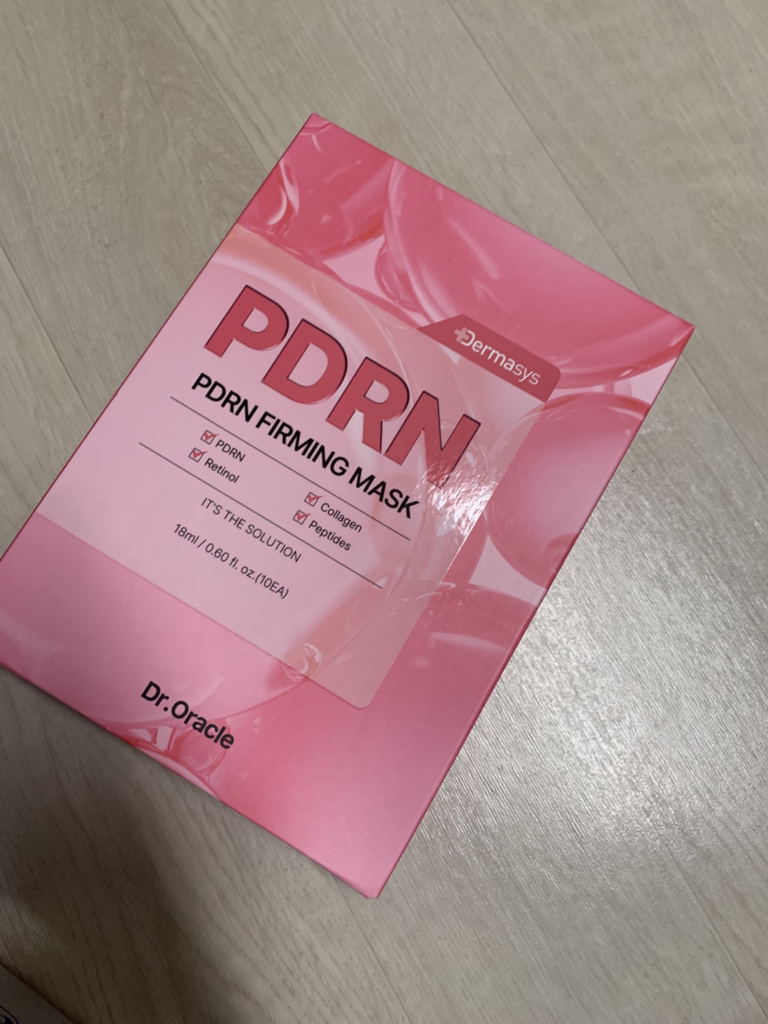 Dermasys
PDRN
PDRN FIRMING MASK
PDRN
Collagen
Retinol
Peptides
IT'S THE SOLUTION
18ml / 0.60 fl. oz.(10EA)
Dr.Oracle